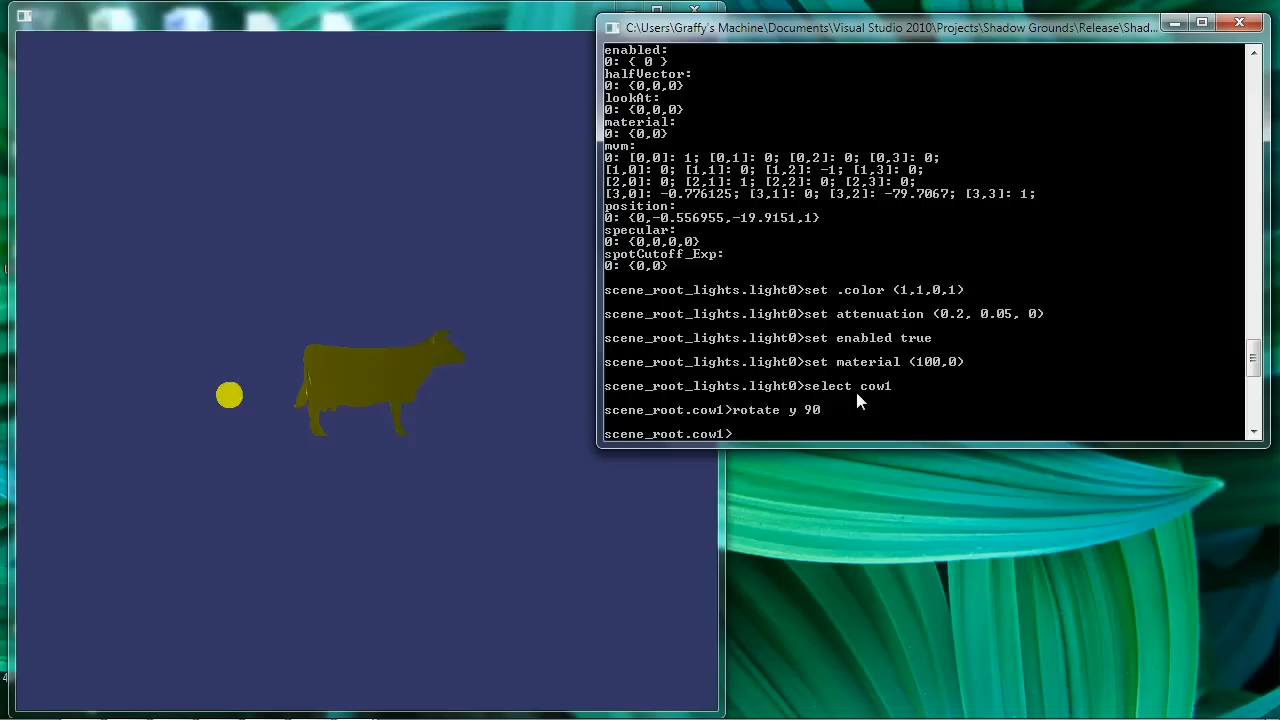 C:\Users\Graffy's Machine\Documents\Visual Studio 2010\Projects\Shadow Grounds\Release\Shad...
enabled:
0: { 0 }
halfVector:
0: {0,0,0}
lookAt:
0: {0,0,0}
material:
0: {0,0}
mvm:
0: [0,0]: 1; [0,1]: 0; [0,2]: 0; [0,3]: 0;
[1,0]: 0; [1,1]: 0; [1,2]: -1; [1,3]: 0;
[2,0]: 0; [2,1]: 1; [2,2]: 0; [2,3]: 0;
[3,0]: -0.776125; [3,1]: 0; [3,2]: -79.7067; [3,3]: 1;
position:
0: {0,-0.556955,-19.9151,1}
specular:
0: {0,0,0,0}
spotCutoff_Exp:
0: {0,0}
scene_root_lights.light0>set .color (1,1,0,1)
scene_root_lights.light0>set attenuation (0.2, 0.05, 0)
scene_root_lights.light0>set enabled true
scene_root_lights.light0>set material (100,0)
scene_root_lights.light0>select cow1
scene_root.cow1>rotate y 90
scene_root.cow1>
4